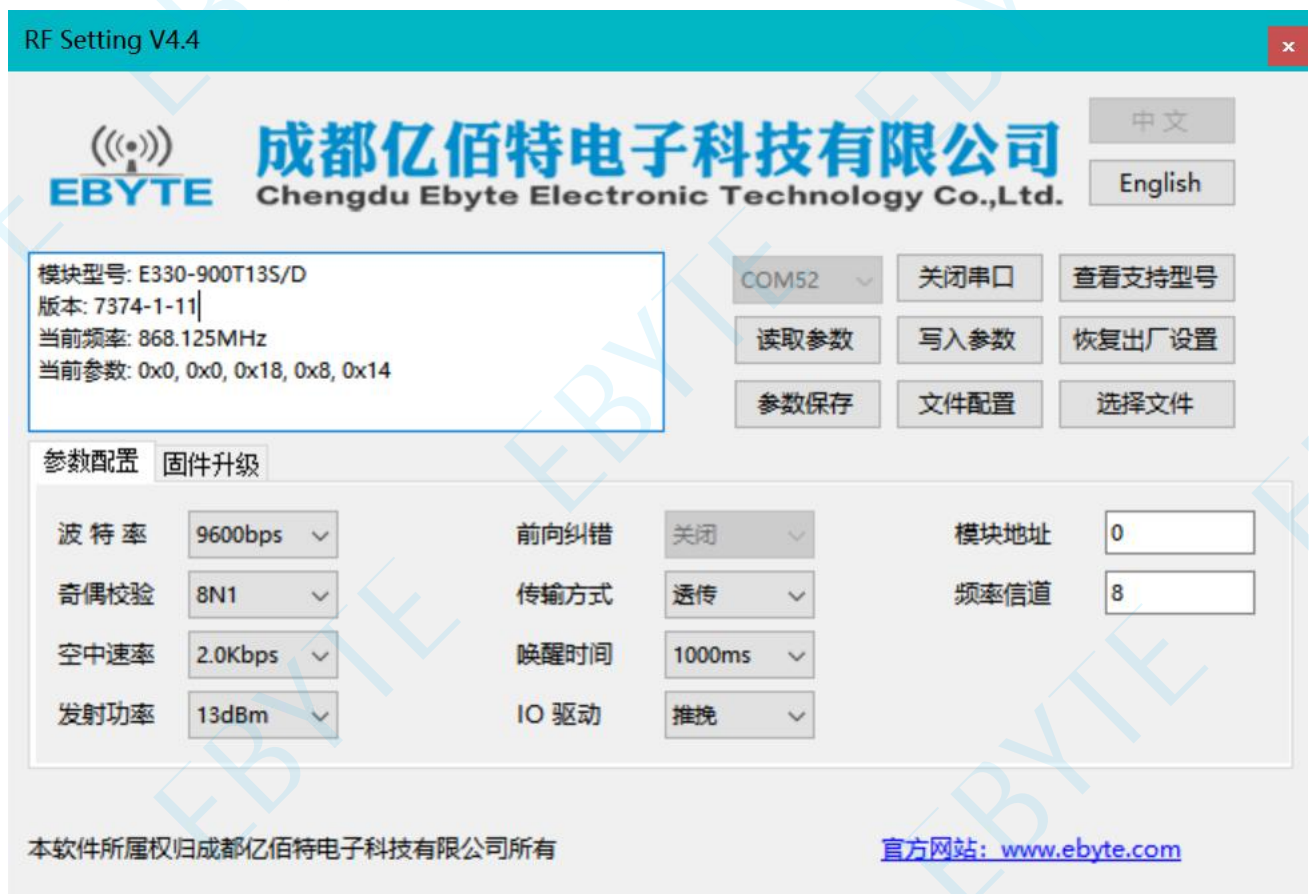 RF Setting V4.4
x
EBYTE
成都亿佰特电子科技有限公司
Chengdu Ebyte Electronic Technology Co.,Ltd.
中文
English
模块型号: E330-900T13S/D
版本: 7374-1-11
当前频率: 868.125MHz
当前参数: 0x0, 0x0, 0x18, 0x8, 0x14
COM52
关闭串口
查看支持型号
读取参数
写入参数
恢复出厂设置
参数保存
文件配置
选择文件
参数配置
固件升级
波特率 9600bps
前向纠错 关闭
模块地址 0
奇偶校验 8N1
传输方式 透传
频率信道 8
空中速率 2.0Kbps
唤醒时间 1000ms
发射功率 13dBm
IO 驱动 推挽
本软件所属权归成都亿佰特电子科技有限公司所有
官方网站：www.ebyte.com
EBYTE
EBYTE
EBYTE
EBYTE